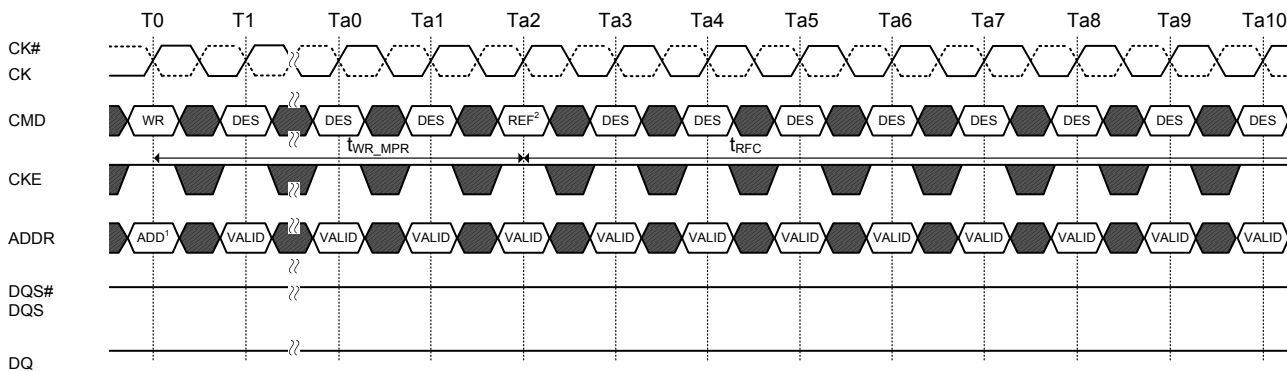 T0 T1 Ta0 Ta1 Ta2 Ta3 Ta4 Ta5 Ta6 Ta7 Ta8 Ta9 Ta10
CK#
CK
CMD WR DES DES DES REF² DES DES DES DES DES DES DES DES
tWR_MPR tRFC
CKE
ADDR ADD¹ VALID VALID VALID VALID VALID VALID VALID VALID VALID VALID VALID VALID
DQS#
DQS
DQ